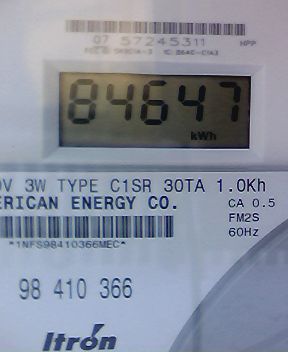 07 57245311 HPP
84647
kWh
0V 3W TYPE C1SR 30TA 1.0Kh
ERICAN ENERGY CO. CA 0.5
FM2S
60Hz
*1NFS98410366MEC*
98 410 366
Itron